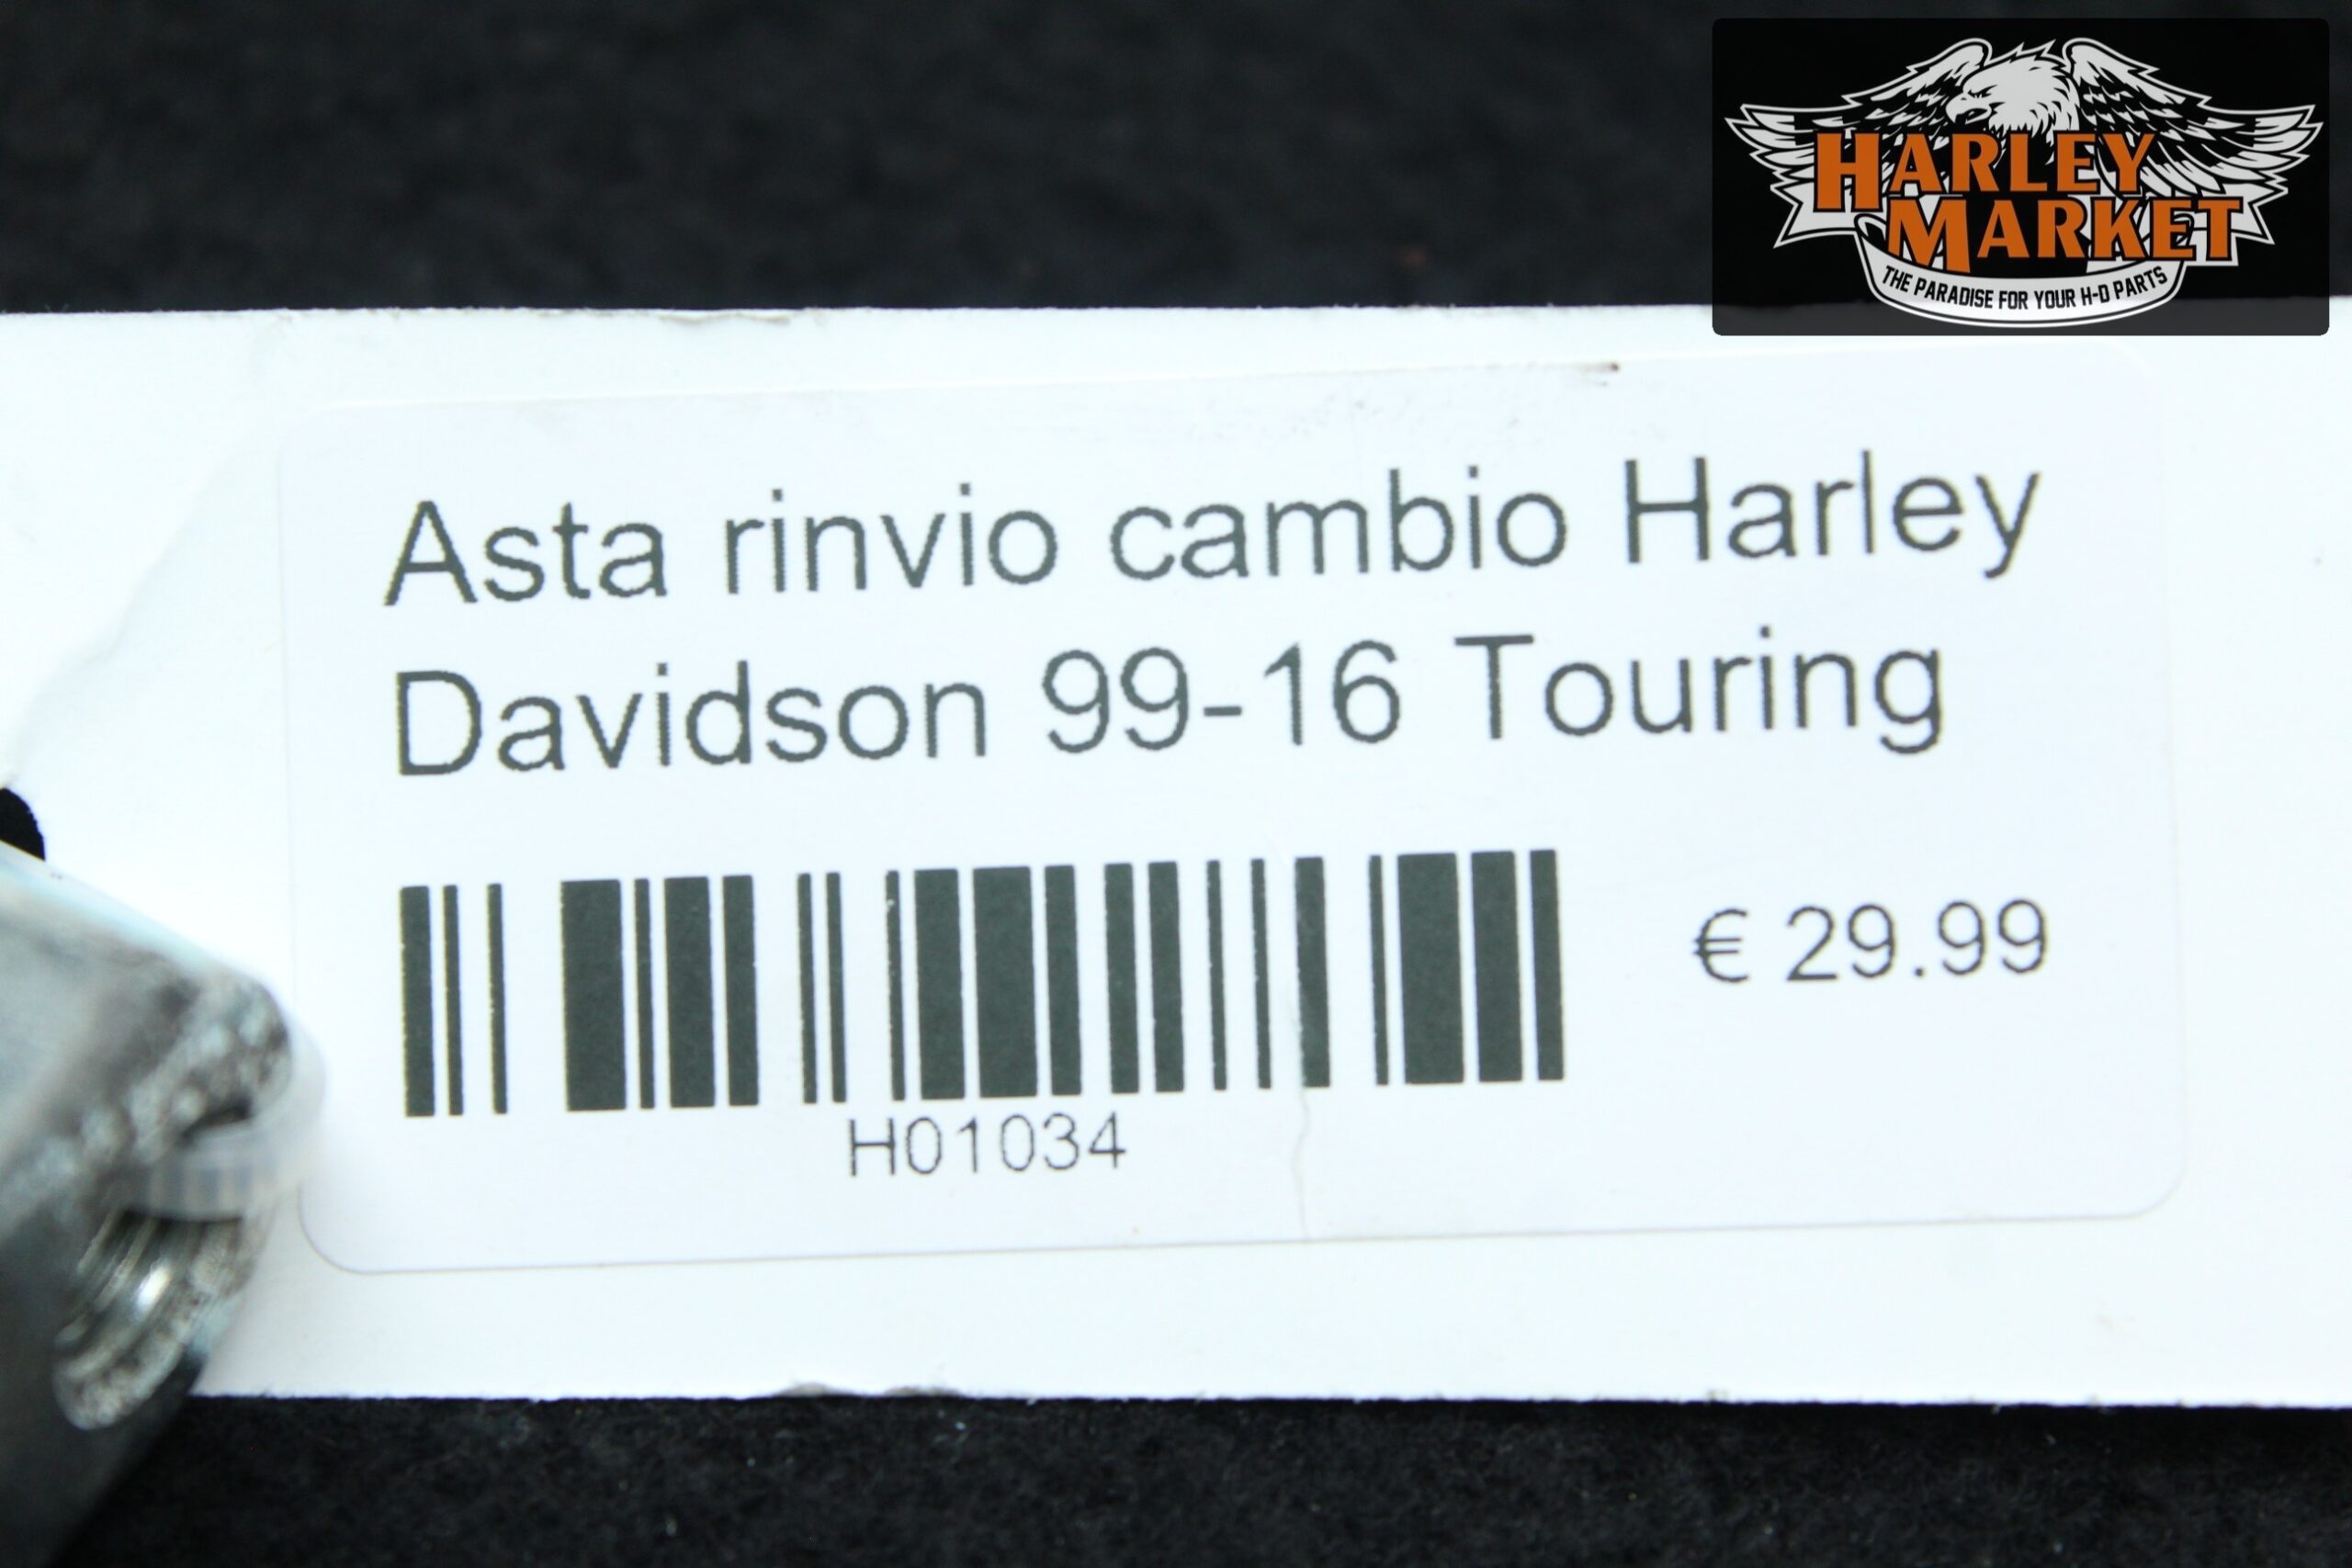 HARLEY
MARKET
THE PARADISE FOR YOUR H-D PARTS
Asta rinvio cambio Harley
Davidson 99-16 Touring
€ 29.99
H01034